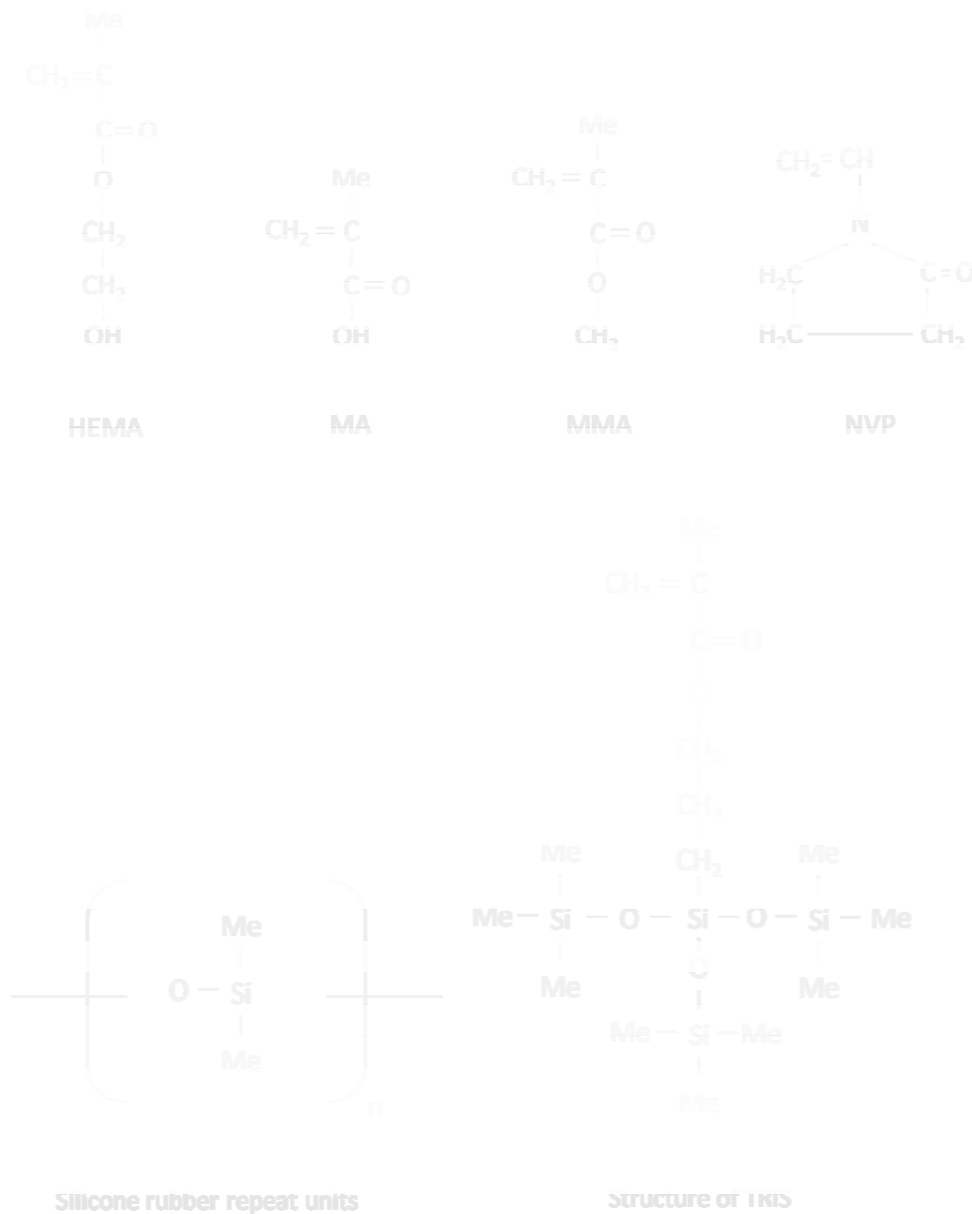 Me
CH₂=C
C=O
O
CH₂
CH₂
OH
HEMA
Me
CH₂ = C
C= O
OH
MA
Me
CH₂ = C
C=O
O
CH₃
MMA
CH₂=CH
N
H₂C C=O
H₂C CH₂
NVP
Me
O – Si
Me
n
Silicone rubber repeat units
Me
CH₂ = C
C=O
O
CH₂
CH₂
Me CH₂ Me
Me – Si – O – Si – O – Si – Me
Me O Me
Me – Si – Me
Me
Structure of TRIS